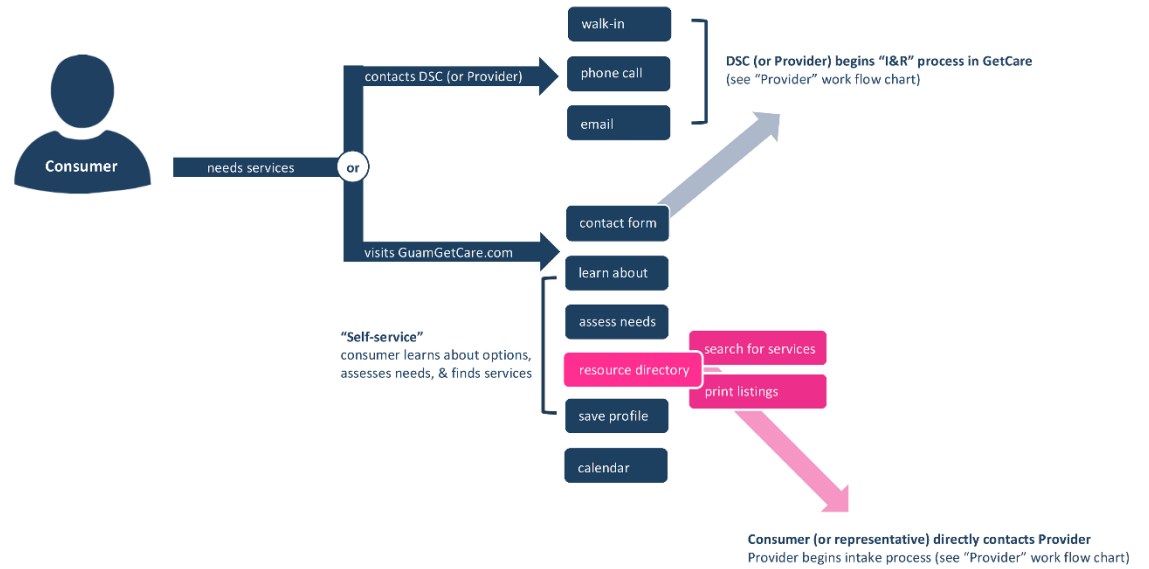 Consumer
needs services
or
contacts DSC (or Provider)
walk-in
phone call
email
DSC (or Provider) begins “I&R” process in GetCare
(see “Provider” work flow chart)
visits GuamGetCare.com
contact form
learn about
assess needs
resource directory
save profile
calendar
“Self-service”
consumer learns about options,
assesses needs, & finds services
search for services
print listings
Consumer (or representative) directly contacts Provider
Provider begins intake process (see “Provider” work flow chart)